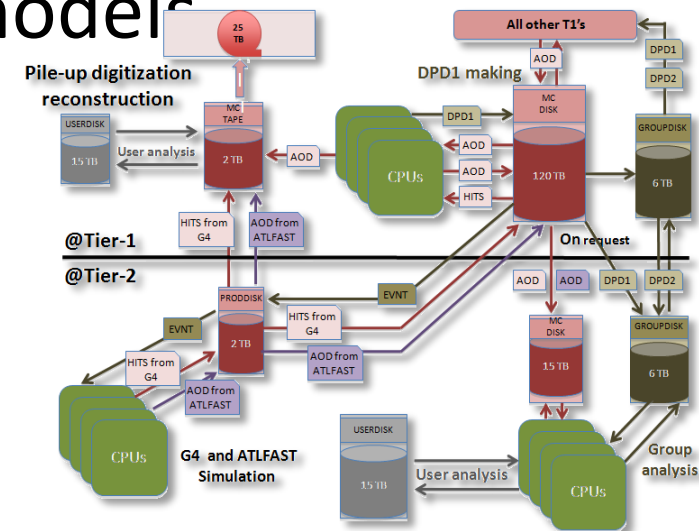 models
25
TB
All other T1's
AOD
DPD1
DPD2
Pile-up digitization
reconstruction
DPD1 making
MC
TAPE
2 TB
USERDISK
15 TB
User analysis
AOD
CPUs
DPD1
AOD
AOD
HITS
MC
DISK
120 TB
GROUPDISK
6 TB
HITS from
G4
AOD from
ATLFAST
@Tier-1
On request
@Tier-2
PRODDISK
2 TB
EVNT
EVNT
HITS from
G4
AOD from
ATLFAST
HITS from
G4
AOD from
ATLFAST
CPUs
G4 and ATLFAST
Simulation
AOD
AOD
DPD1
DPD2
MC
DISK
15 TB
GROUPDISK
6 TB
USERDISK
15 TB
User analysis
CPUs
Group
analysis